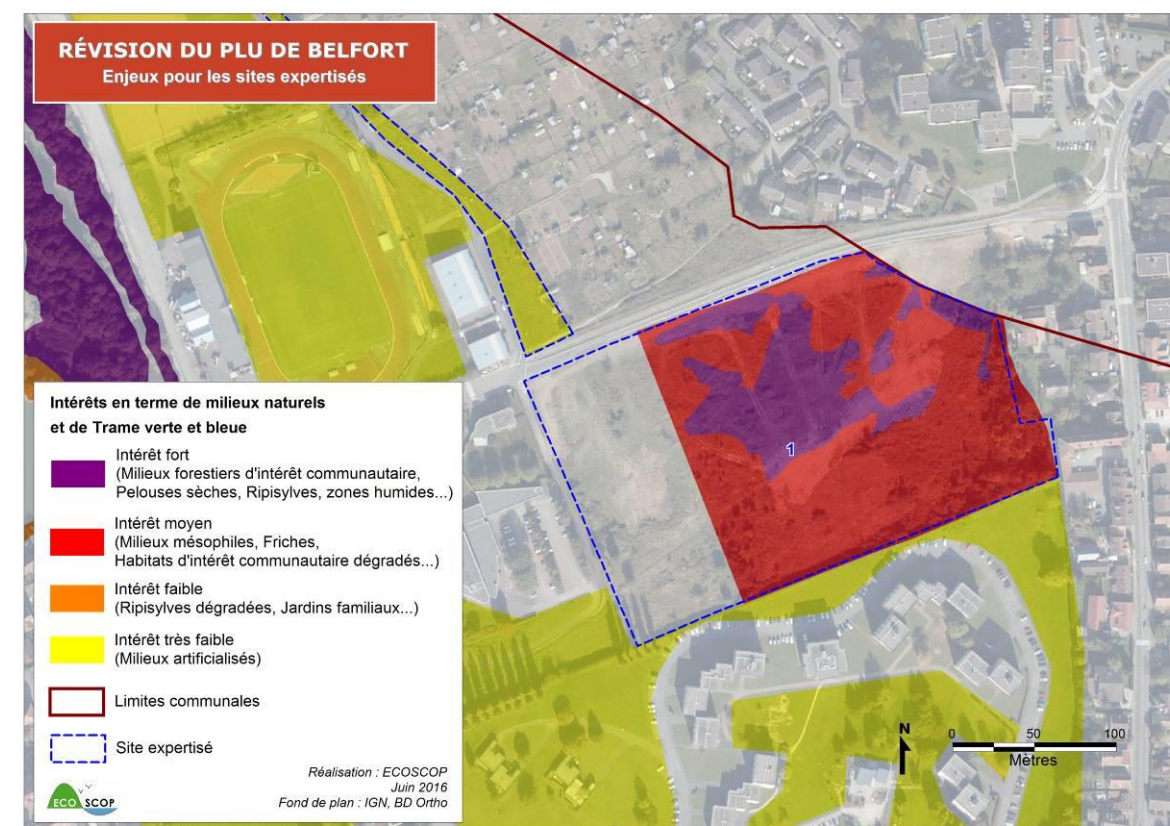 RÉVISION DU PLU DE BELFORT
Enjeux pour les sites expertisés
1
Intérêts en terme de milieux naturels
et de Trame verte et bleue
Intérêt fort
(Milieux forestiers d'intérêt communautaire,
Pelouses sèches, Ripisylves, zones humides...)
Intérêt moyen
(Milieux mésophiles, Friches,
Habitats d'intérêt communautaire dégradés...)
Intérêt faible
(Ripisylves dégradées, Jardins familiaux...)
Intérêt très faible
(Milieux artificialisés)
Limites communales
Site expertisé
Réalisation : ECOSCOP
Juin 2016
Fond de plan : IGN, BD Ortho
ECO SCOP
N
0 50 100
Mètres